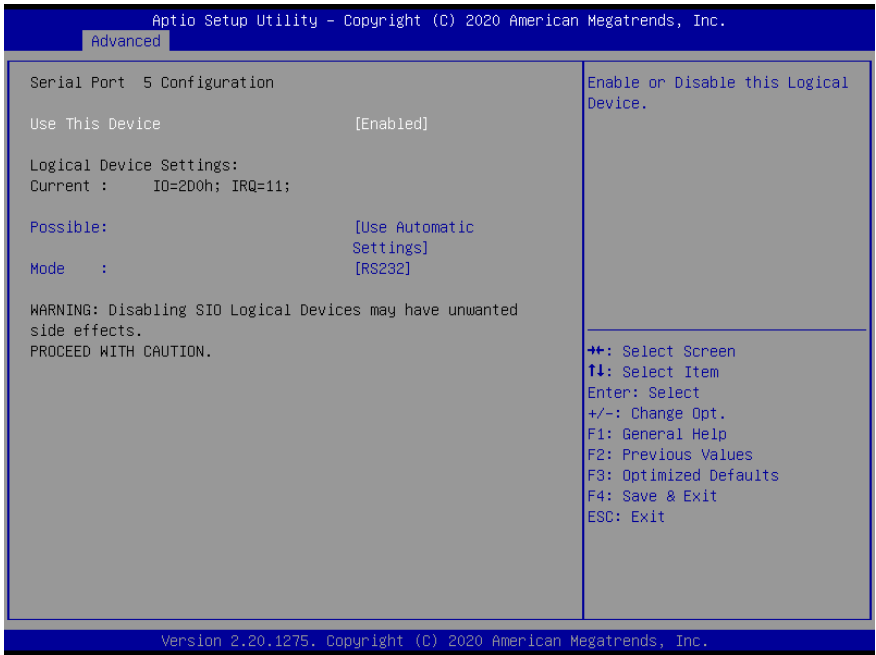 Aptio Setup Utility – Copyright (C) 2020 American Megatrends, Inc.
Advanced
Serial Port  5 Configuration
Use This Device [Enabled]
Logical Device Settings:
Current : IO=2D0h; IRQ=11;
Possible: [Use Automatic
Settings]
Mode : [RS232]
WARNING: Disabling SIO Logical Devices may have unwanted
side effects.
PROCEED WITH CAUTION.
Enable or Disable this Logical
Device.
→←: Select Screen
↑↓: Select Item
Enter: Select
+/-: Change Opt.
F1: General Help
F2: Previous Values
F3: Optimized Defaults
F4: Save & Exit
ESC: Exit
Version 2.20.1275. Copyright (C) 2020 American Megatrends, Inc.